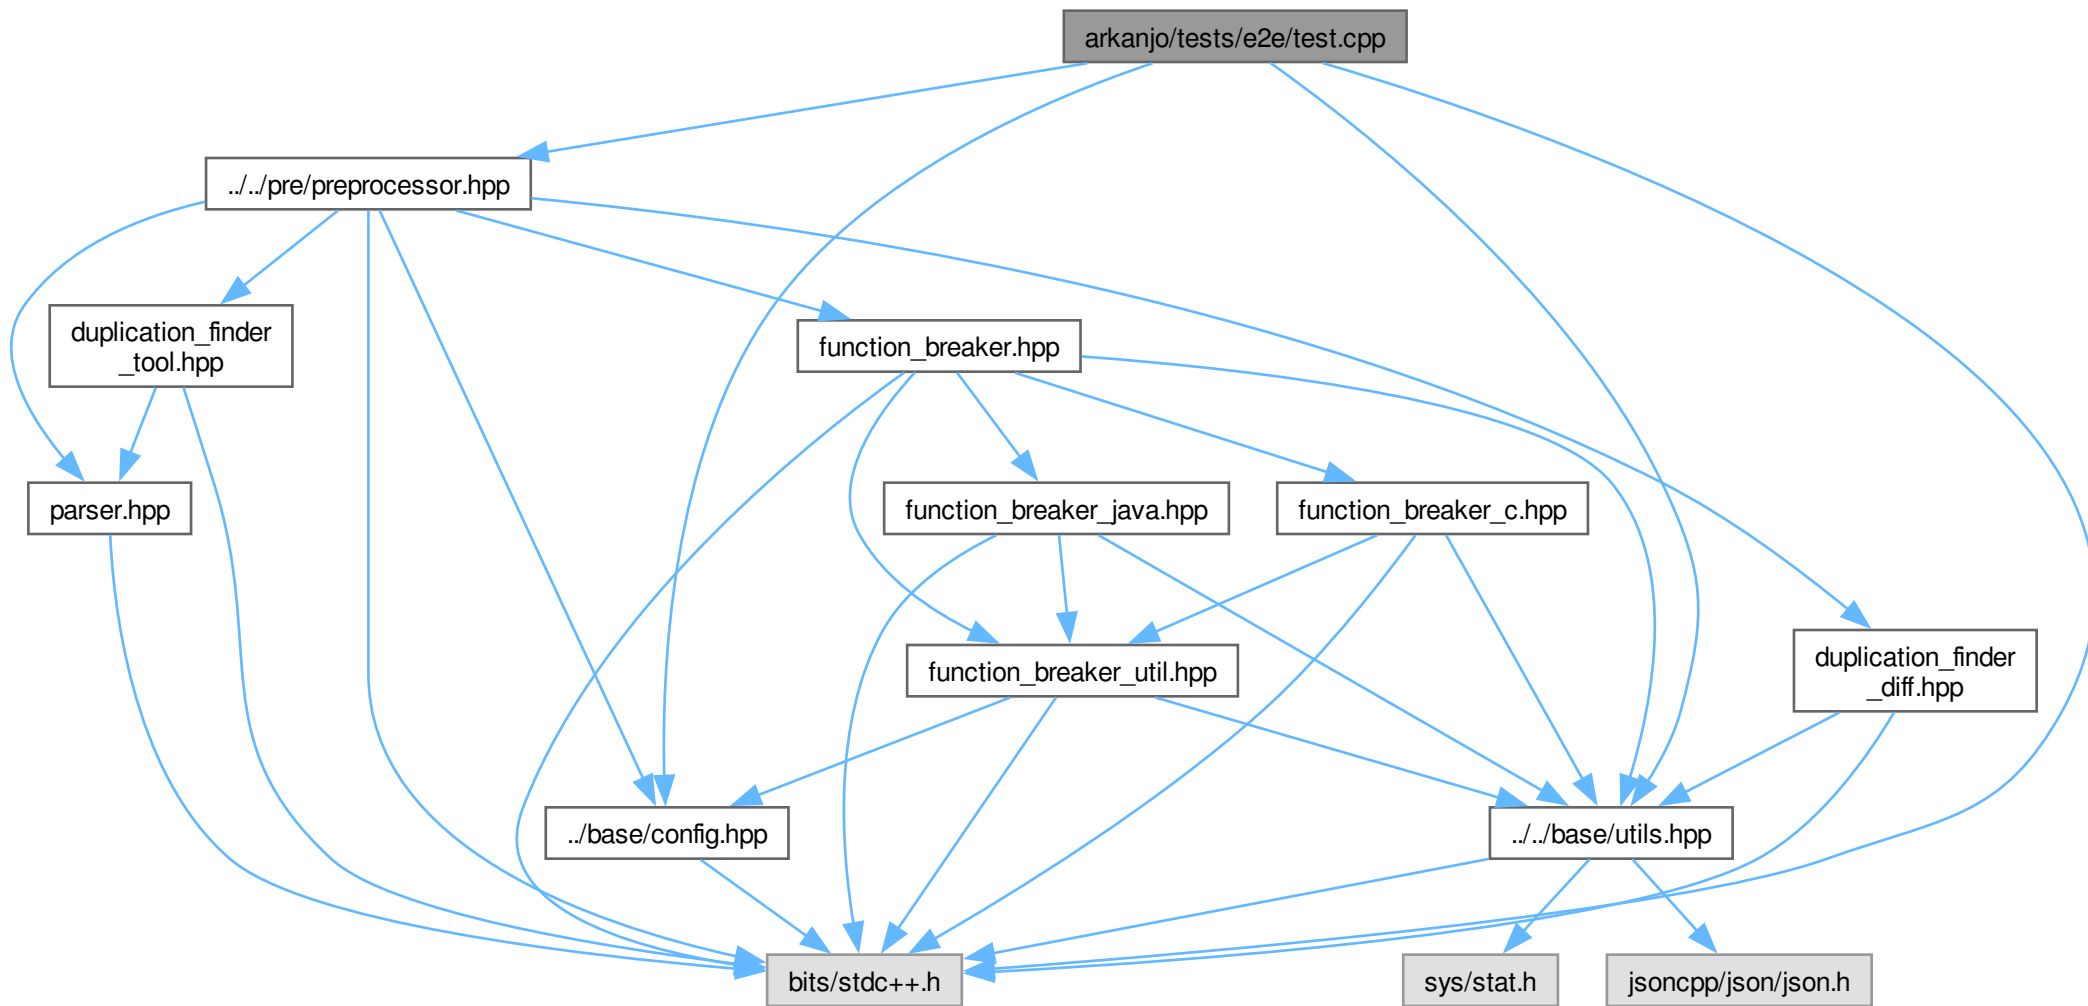 arkanjo/tests/e2e/test.cpp
../../pre/preprocessor.hpp
duplication_finder
_tool.hpp
function_breaker.hpp
parser.hpp
function_breaker_java.hpp
function_breaker_c.hpp
function_breaker_util.hpp
duplication_finder
_diff.hpp
../base/config.hpp
../../base/utils.hpp
bits/stdc++.h
sys/stat.h
jsoncpp/json/json.h